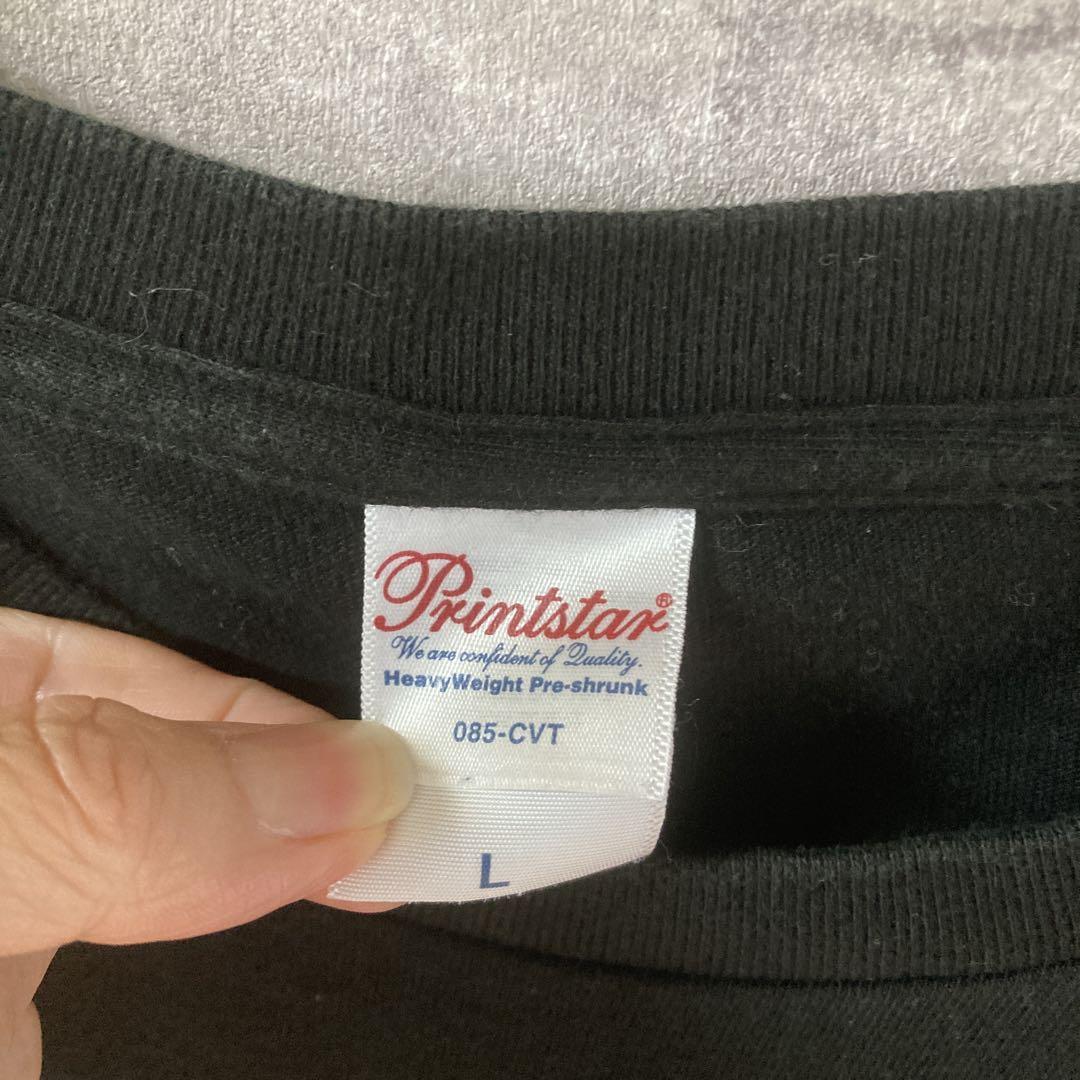 Printstar®
We are confident of Quality.
HeavyWeight Pre-shrunk
085-CVT
L